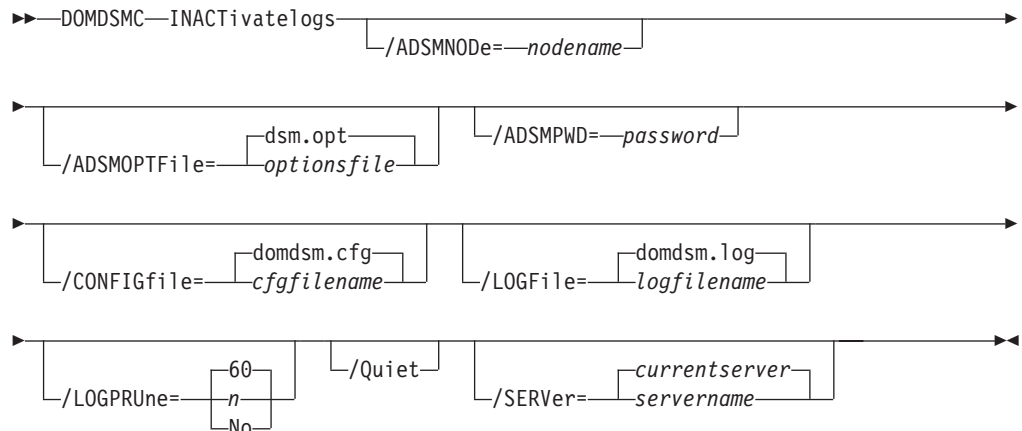 DOMDSMC INACTivatelogs
/ADSMNODe= nodename
dsm.opt
/ADSMOPTFile= optionsfile
/ADSMPWD= password
domdsm.cfg
/CONFIGfile= cfgfilename
domdsm.log
/LOGFile= logfilename
60
/LOGPRUne= n
No
/Quiet
currentserver
/SERVer= servername